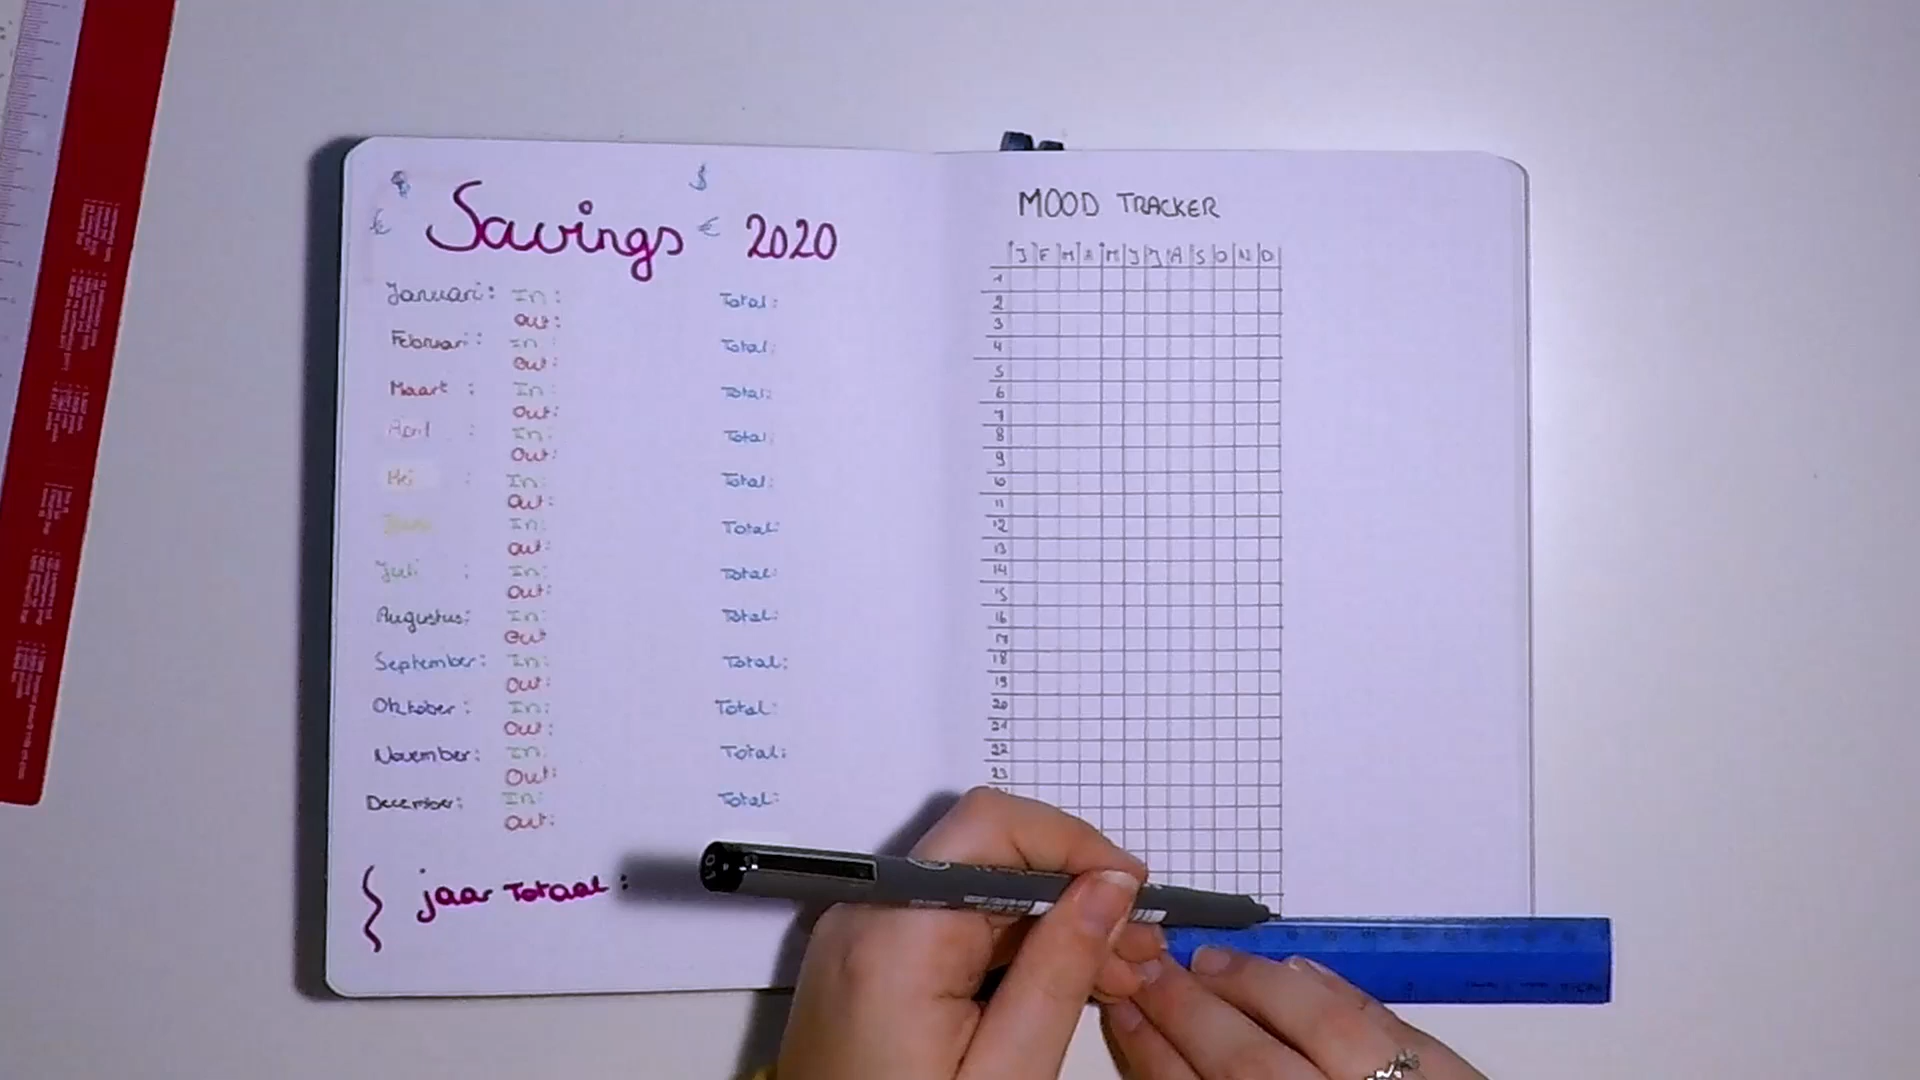 $ $
€ Savings € 2020
Januari: In: Total:
Out:
Februari: In: Total:
Out:
Maart : In: Total:
Out:
April : In: Total:
Out:
Mei : In: Total:
Out:
In: Total:
Out:
Juli : In: Total:
Out:
Augustus: In: Total:
Out
September: In: Total:
Out:
Oktober: In: Total:
Out:
November: In: Total:
Out:
December: In: Total:
Out:
jaar Totaal:
MOOD TRACKER
J F M A M J J A S O N D
1
2
3
4
5
6
7
8
9
10
11
12
13
14
15
16
17
18
19
20
21
22
23